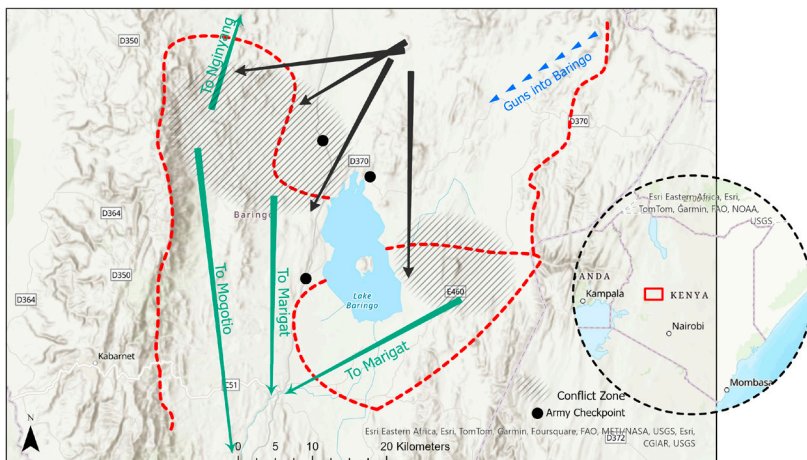 D350
To Nginyang
Guns into Baringo
D370
D370
D364
Baringo
Esri Eastern Africa, Esri,
TomTom, Garmin, FAO, NOAA,
USGS
D350
D364
To Mogotio
To Marigat
Lake
Baringo
E460
To Marigat
ANDA
Kampala
KENYA
Nairobi
Mombasa
Kabarnet
C51
Conflict Zone
Army Checkpoint
N
0 5 10 20 Kilometers
Esri Eastern Africa, Esri, TomTom, Garmin, Foursquare, FAO, METI/NASA, USGS, Esri,
CGIAR, USGS
D372